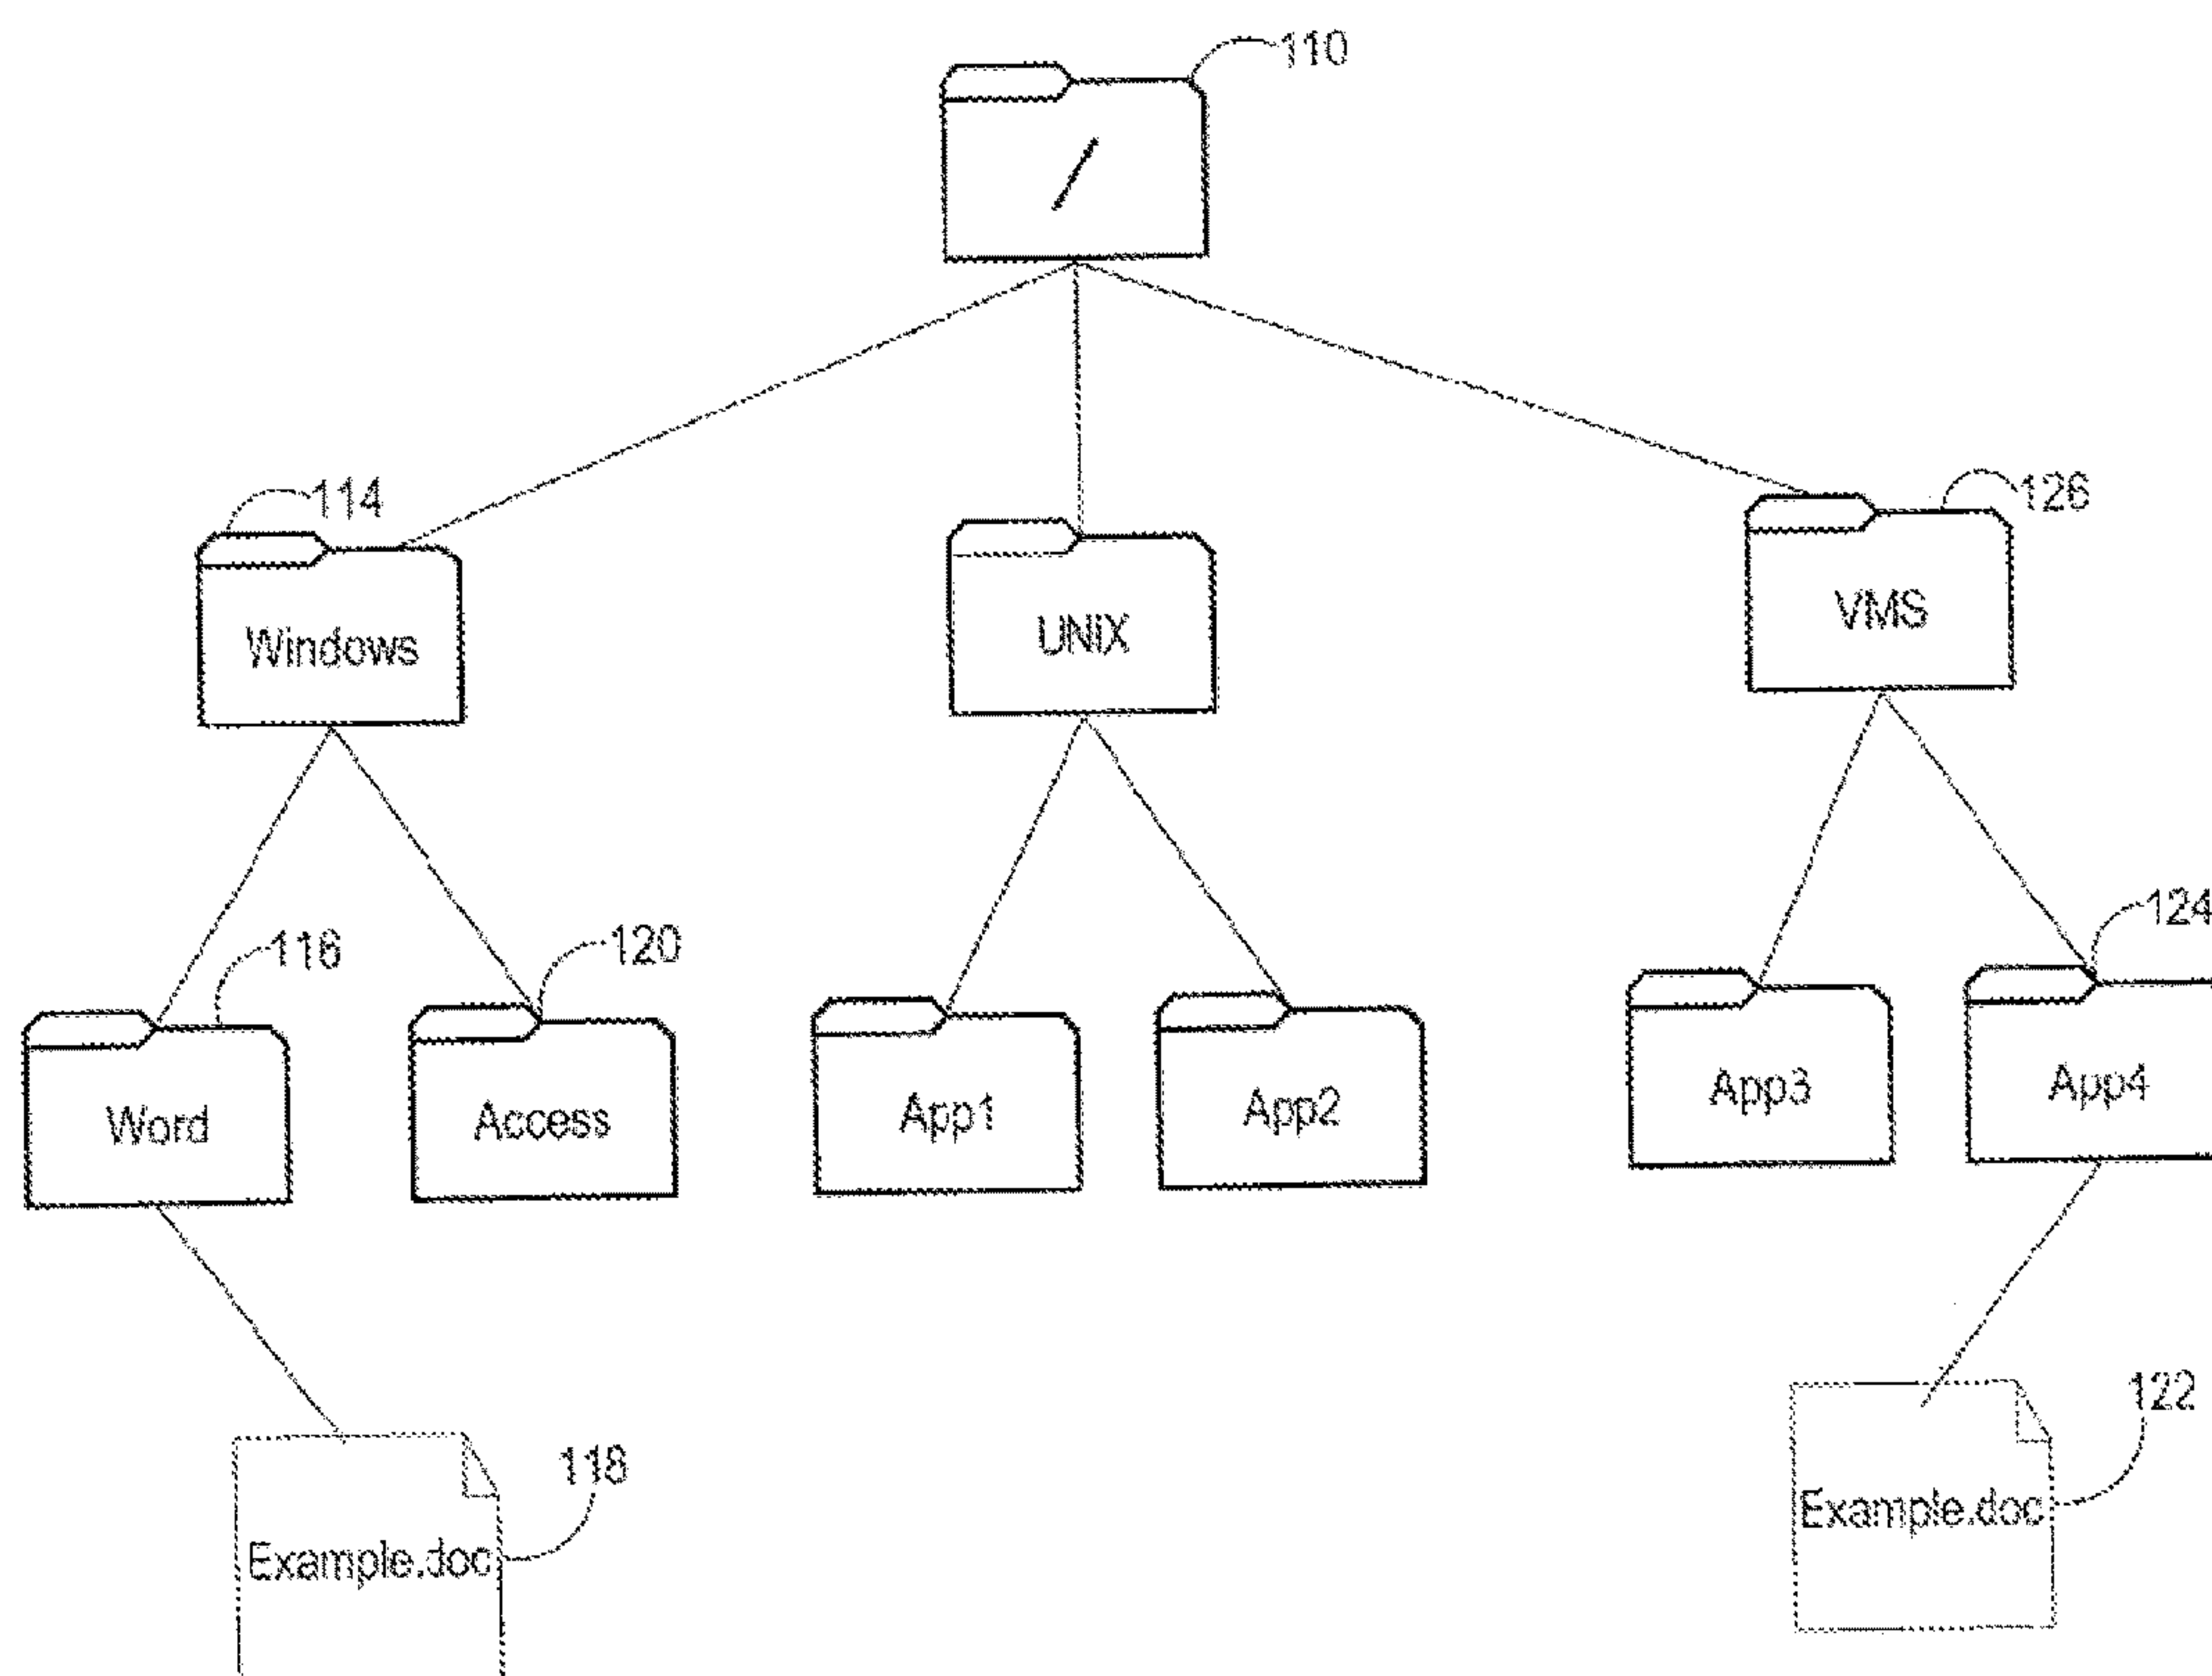 110
/
114
126
Windows
UNIX
VMS
116
120
124
Word
Access
App1
App2
App3
App4
118
122
Example.doc
Example.doc